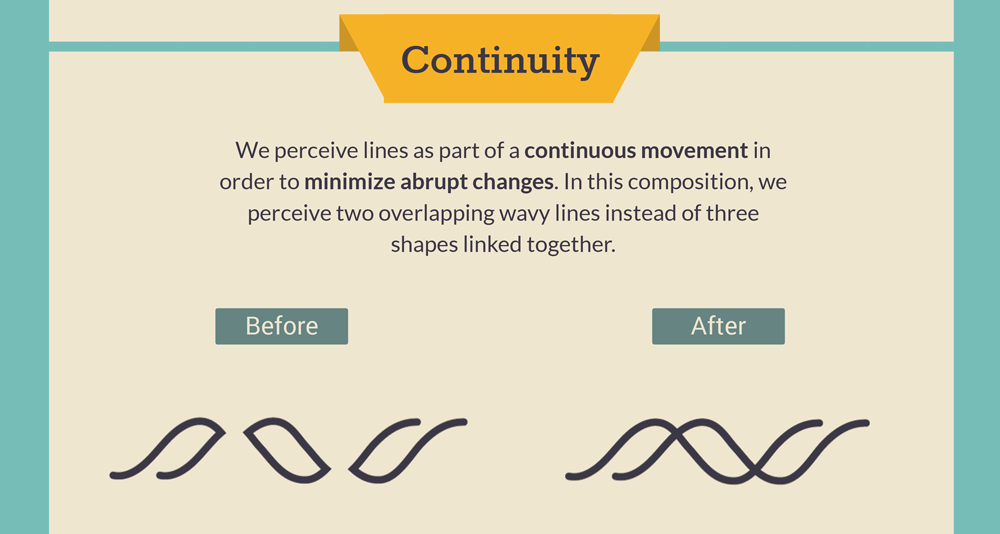 Continuity
We perceive lines as part of a continuous movement in
order to minimize abrupt changes. In this composition, we
perceive two overlapping wavy lines instead of three
shapes linked together.
Before
After